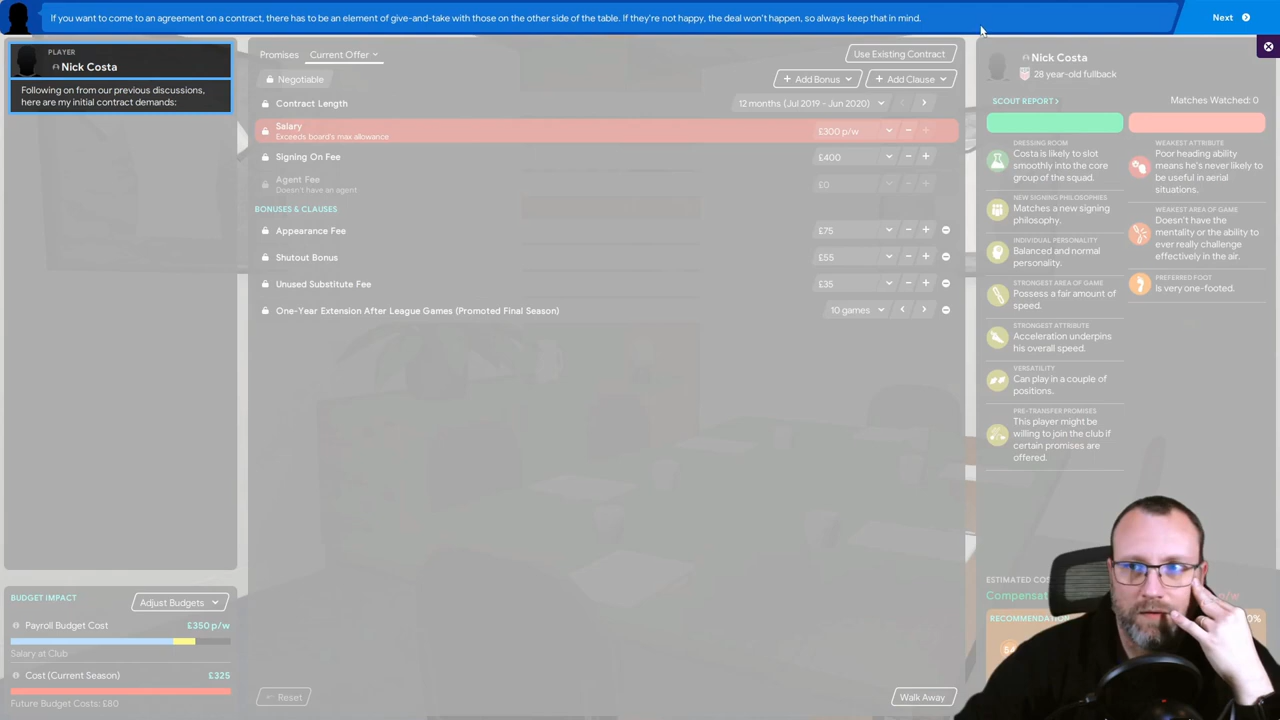 If you want to come to an agreement on a contract, there has to be an element of give-and-take with those on the other side of the table. If they're not happy, the deal won't happen, so always keep that in mind.
Next
PLAYER
Nick Costa
Following on from our previous discussions,
here are my initial contract demands:
Promises
Current Offer
Use Existing Contract
Negotiable
Add Bonus
Add Clause
Contract Length
12 months (Jul 2019 - Jun 2020)
Salary
Exceeds board's max allowance
£300 p/w
Signing On Fee
£400
Agent Fee
Doesn't have an agent
£0
BONUSES & CLAUSES
Appearance Fee
£75
Shutout Bonus
£55
Unused Substitute Fee
£35
One-Year Extension After League Games (Promoted Final Season)
10 games
Nick Costa
28 year-old fullback
SCOUT REPORT >
Matches Watched: 0
DRESSING ROOM
Costa is likely to slot
smoothly into the core
group of the squad.
NEW SIGNING PHILOSOPHIES
Matches a new signing
philosophy.
INDIVIDUAL PERSONALITY
Balanced and normal
personality.
STRONGEST AREA OF GAME
Possess a fair amount of
speed.
STRONGEST ATTRIBUTE
Acceleration underpins
his overall speed.
VERSATILITY
Can play in a couple of
positions.
PRE-TRANSFER PROMISES
This player might be
willing to join the club if
certain promises are
offered.
WEAKEST ATTRIBUTE
Poor heading ability
means he's never likely to
be useful in aerial
situations.
WEAKEST AREA OF GAME
Doesn't have the
mentality or the ability to
ever really challenge
effectively in the air.
PREFERRED FOOT
Is very one-footed.
BUDGET IMPACT
Adjust Budgets
Payroll Budget Cost
£350 p/w
Salary at Club
Cost (Current Season)
£325
Future Budget Costs: £80
Reset
Walk Away